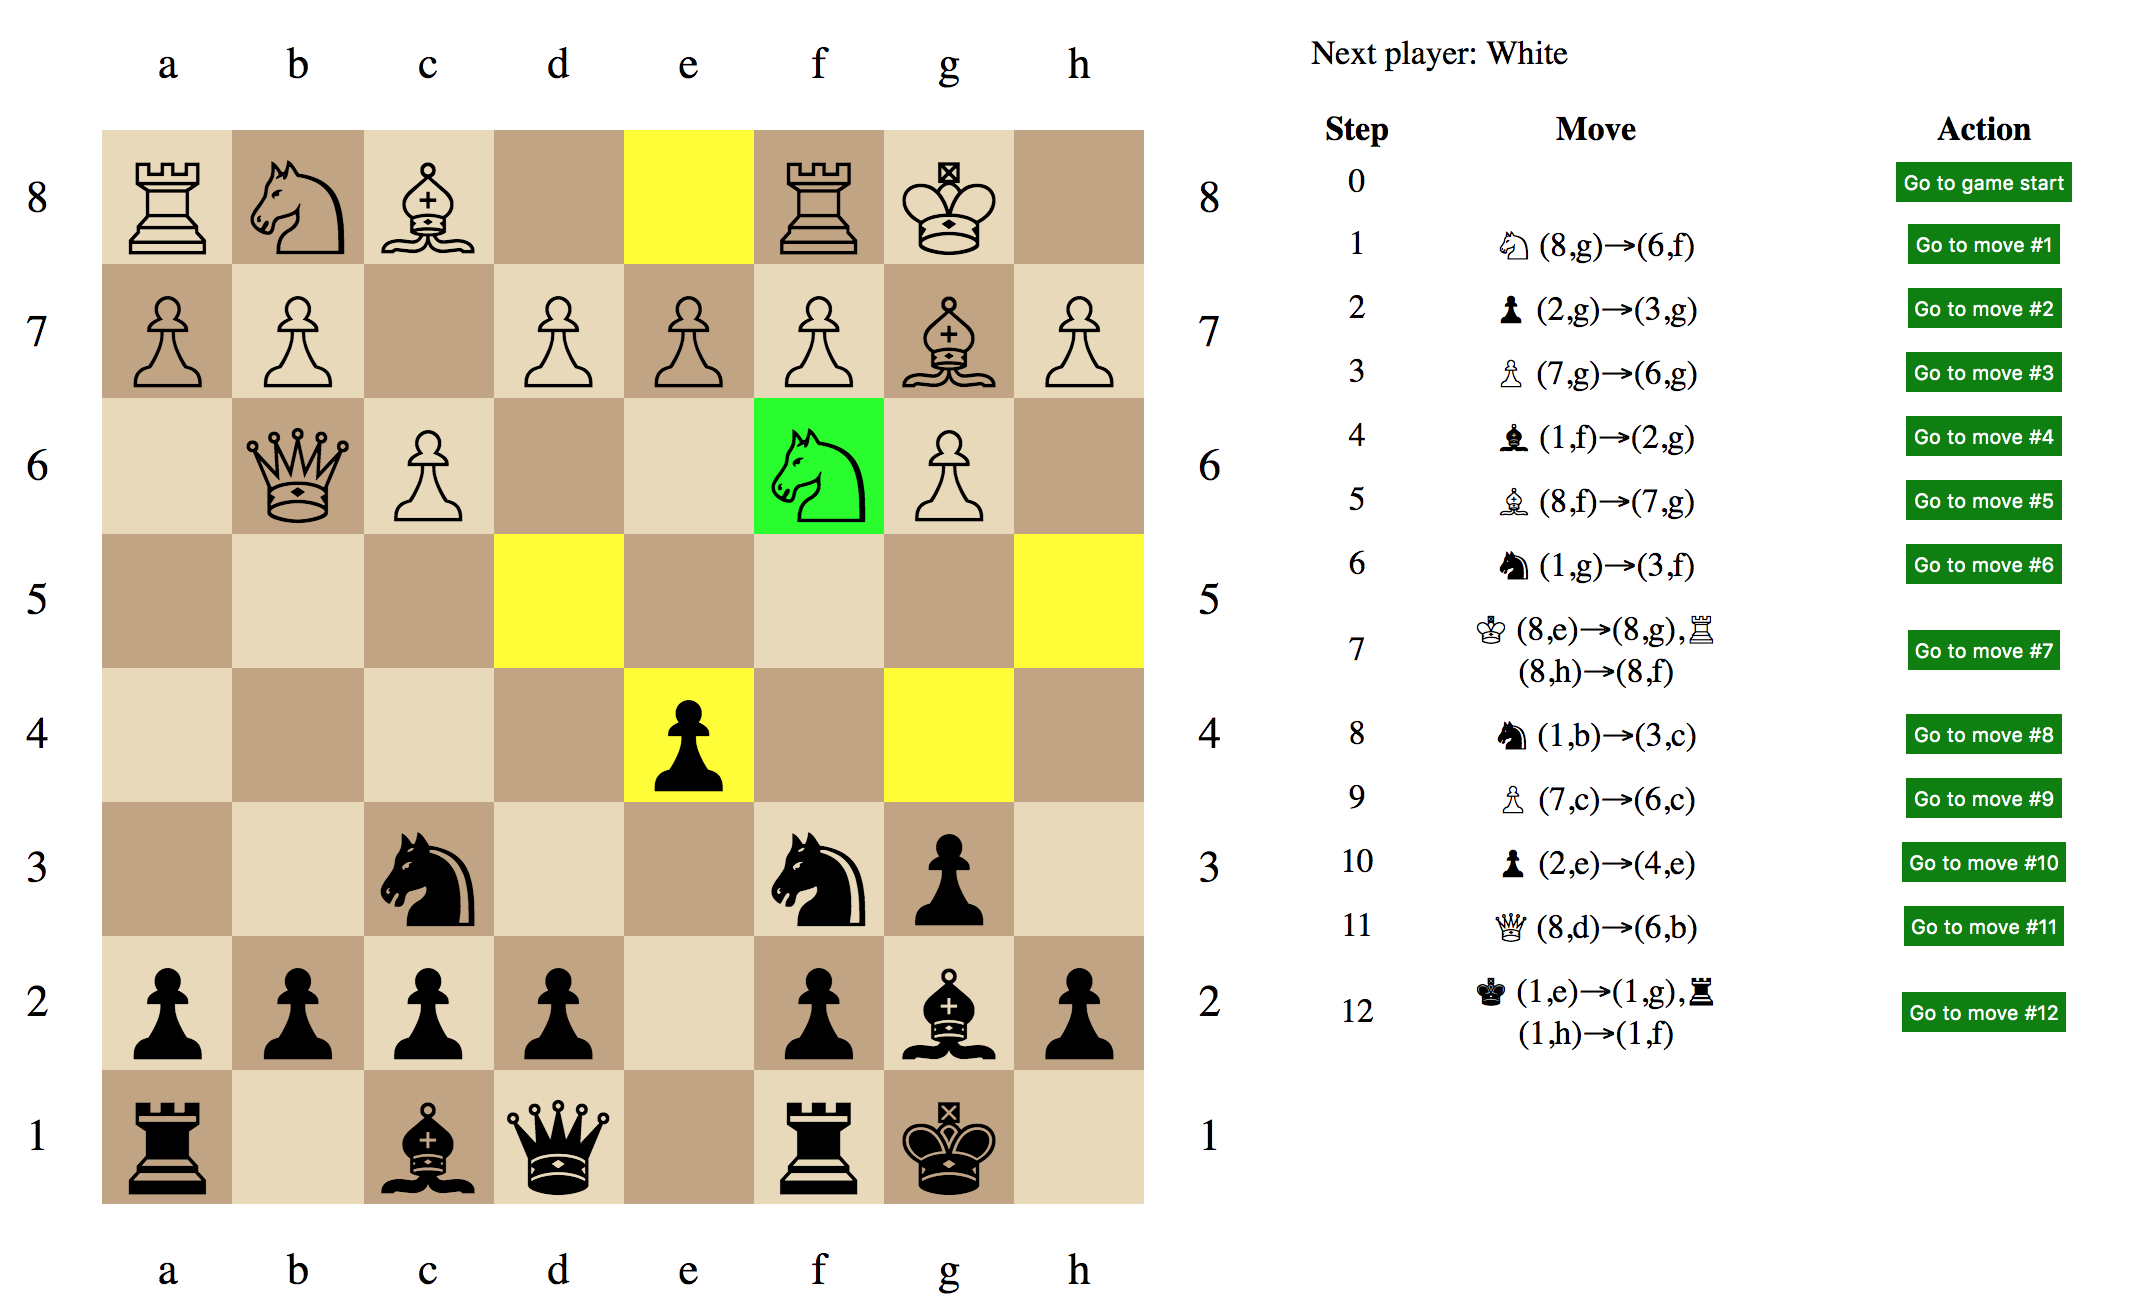 a b c d e f g h
8 8
7 7
6 6
5 5
4 4
3 3
2 2
1 1
a b c d e f g h
Next player: White
Step Move Action
0 Go to game start
1 ♘ (8,g)→(6,f) Go to move #1
2 ♟ (2,g)→(3,g) Go to move #2
3 ♙ (7,g)→(6,g) Go to move #3
4 ♝ (1,f)→(2,g) Go to move #4
5 ♗ (8,f)→(7,g) Go to move #5
6 ♞ (1,g)→(3,f) Go to move #6
7 ♔ (8,e)→(8,g),♖
(8,h)→(8,f) Go to move #7
8 ♞ (1,b)→(3,c) Go to move #8
9 ♙ (7,c)→(6,c) Go to move #9
10 ♟ (2,e)→(4,e) Go to move #10
11 ♕ (8,d)→(6,b) Go to move #11
12 ♚ (1,e)→(1,g),♜
(1,h)→(1,f) Go to move #12